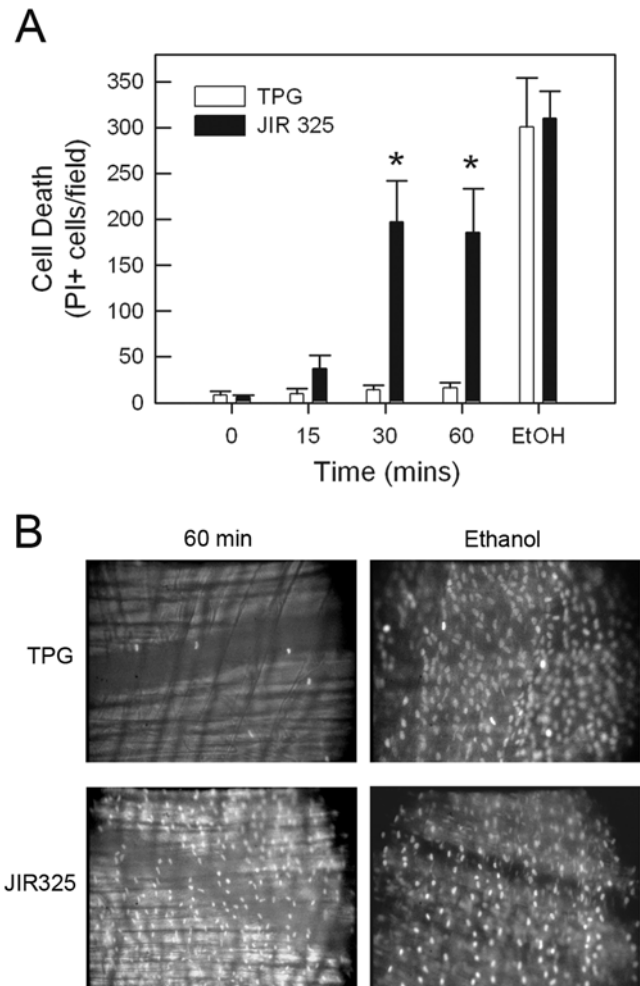 A
350
300
250
200
150
100
50
0
Cell Death
(PI+ cells/field)
TPG
JIR 325
*
*
0 15 30 60 EtOH
Time (mins)
B
60 min Ethanol
TPG
JIR325